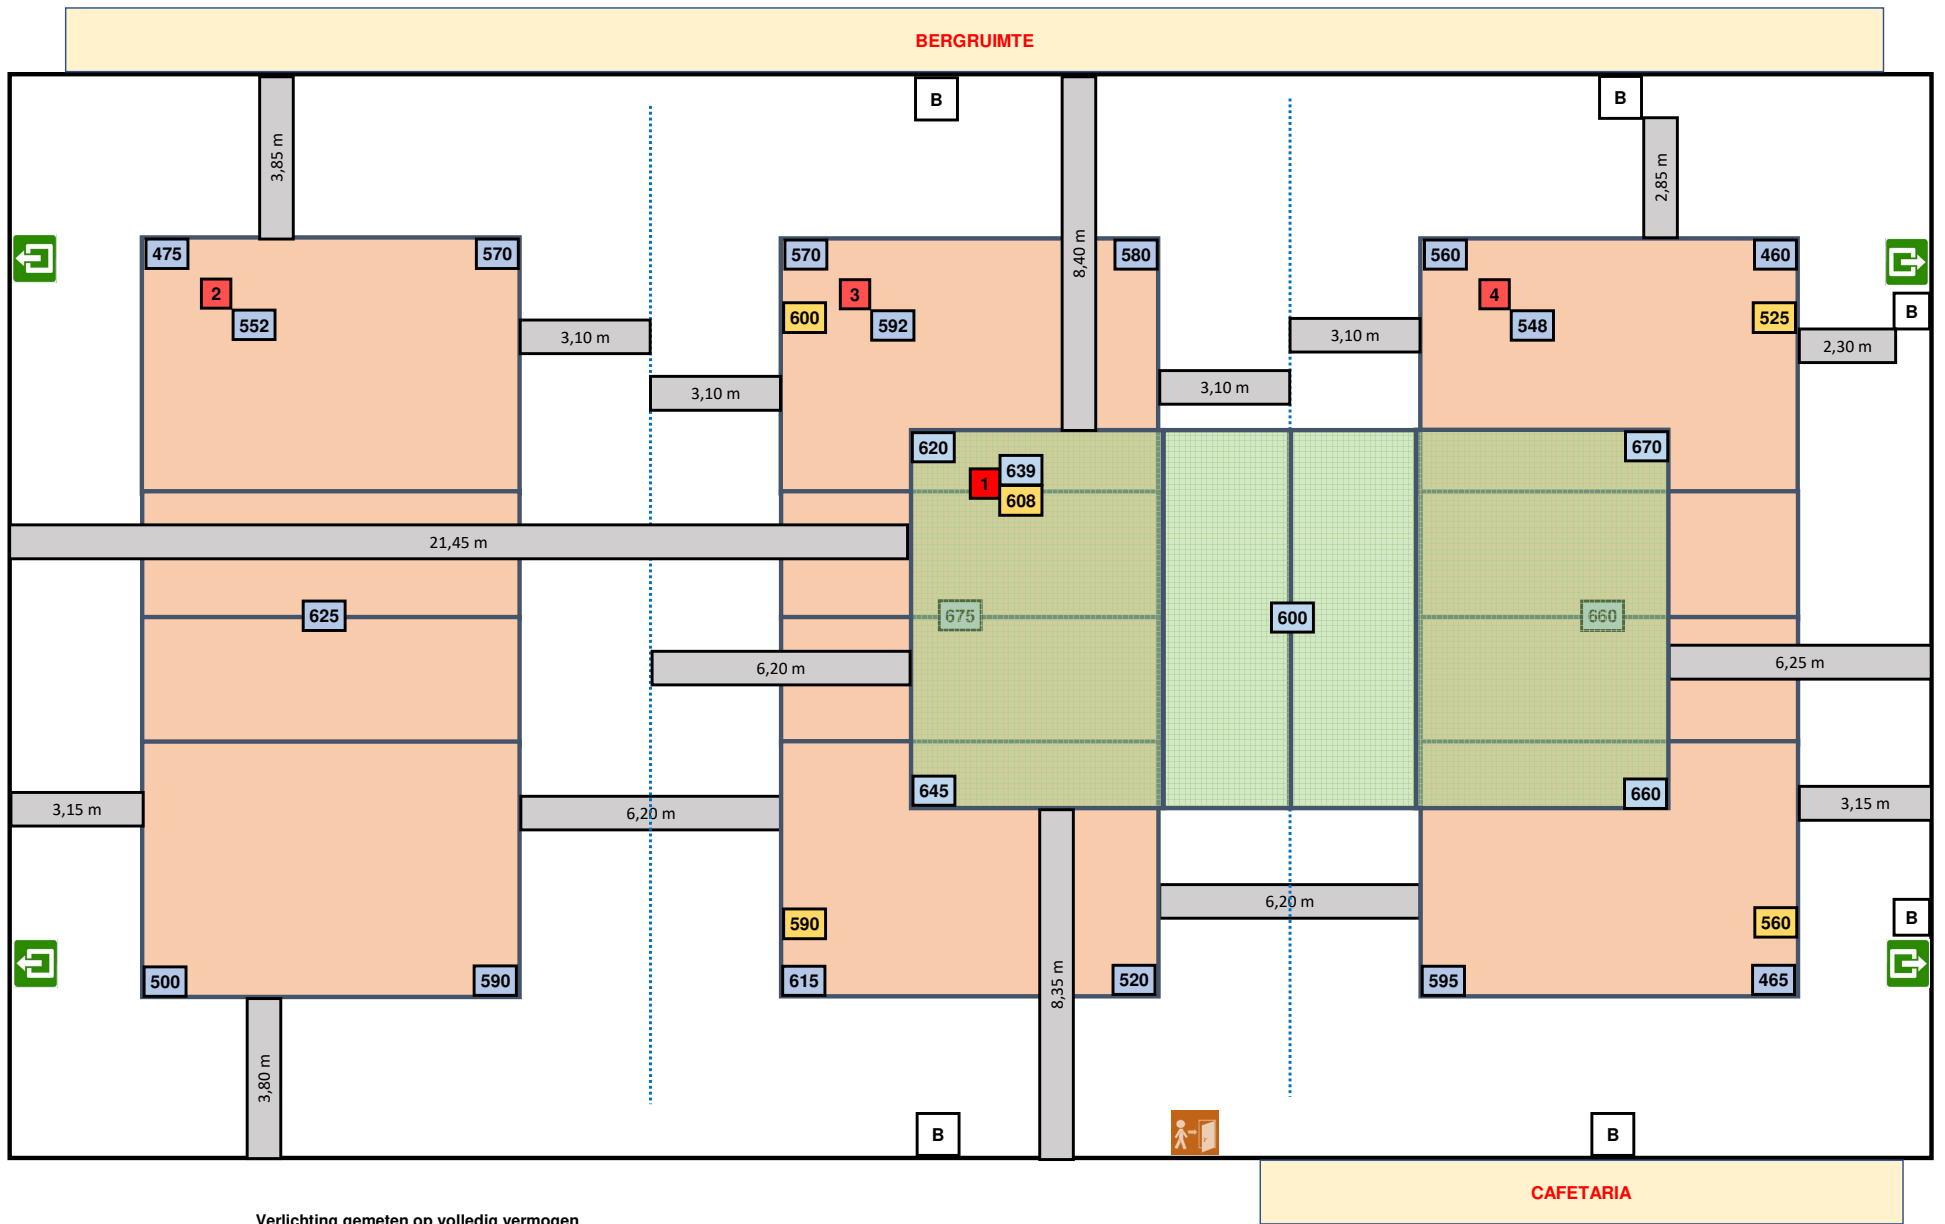 BERGRUIMTE
B
B
3,85 m
8,40 m
2,85 m
475
570
570
580
560
460
2
552
3
600
592
4
548
525
B
3,10 m
3,10 m
3,10 m
3,10 m
2,30 m
620
1
639
608
670
21,45 m
625
675
600
660
6,20 m
6,25 m
645
660
3,15 m
6,20 m
3,15 m
6,20 m
590
560
B
500
590
615
520
595
465
8,35 m
3,80 m
B
B
CAFETARIA
Verlichting gemeten op volledig vermogen